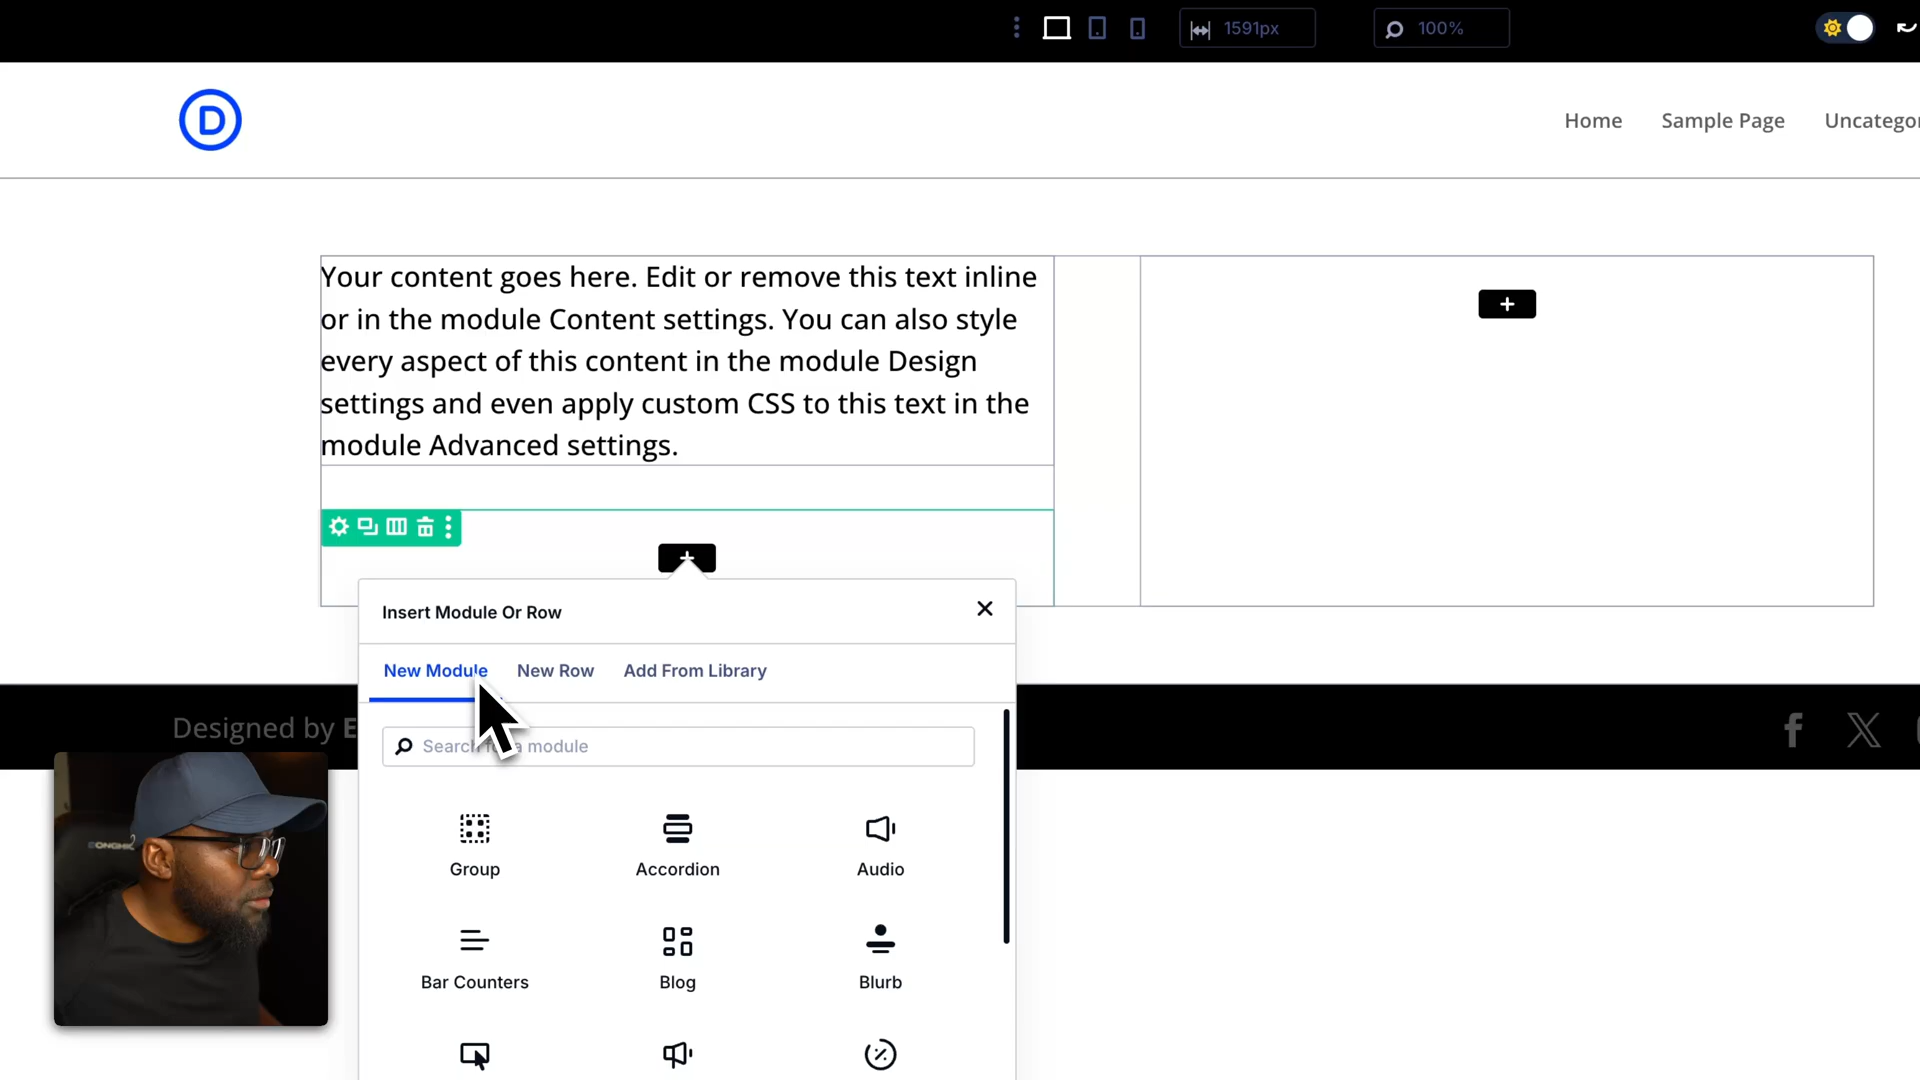 1591px
100%
D
Home
Sample Page
Uncatego
Your content goes here. Edit or remove this text inline
or in the module Content settings. You can also style
every aspect of this content in the module Design
settings and even apply custom CSS to this text in the
module Advanced settings.
Insert Module Or Row
New Module
New Row
Add From Library
Designed by E
Search module
Group
Accordion
Audio
Bar Counters
Blog
Blurb